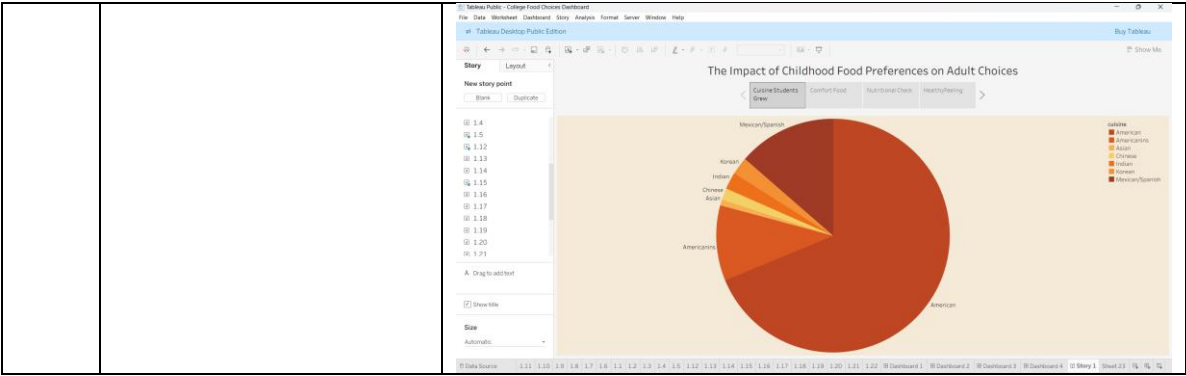 Tableau Public - College Food Choices Dashboard
File Data Worksheet Dashboard Story Analysis Format Server Window Help
Tableau Desktop Public Edition
Buy Tableau
Show Me
Story Layout
New story point
Blank Duplicate
1.4
1.5
1.12
1.13
1.14
1.15
1.16
1.17
1.18
1.19
1.20
1.21
A Drag to add text
Show title
Size
Automatic
The Impact of Childhood Food Preferences on Adult Choices
Cuisine Students
Grew
Comfort Food
Nutritional Check
Healthy Feeling
Mexican/Spanish
Korean
Indian
Chinese
Asian
Americanins
American
cuisine
American
Americanins
Asian
Chinese
Indian
Korean
Mexican/Spanish
Data Source 1.11 1.10 1.9 1.8 1.7 1.6 1.1 1.2 1.3 1.4 1.5 1.12 1.13 1.14 1.15 1.16 1.17 1.18 1.19 1.20 1.21 1.22 Dashboard 1 Dashboard 2 Dashboard 3 Dashboard 4 Story 1 Sheet 23